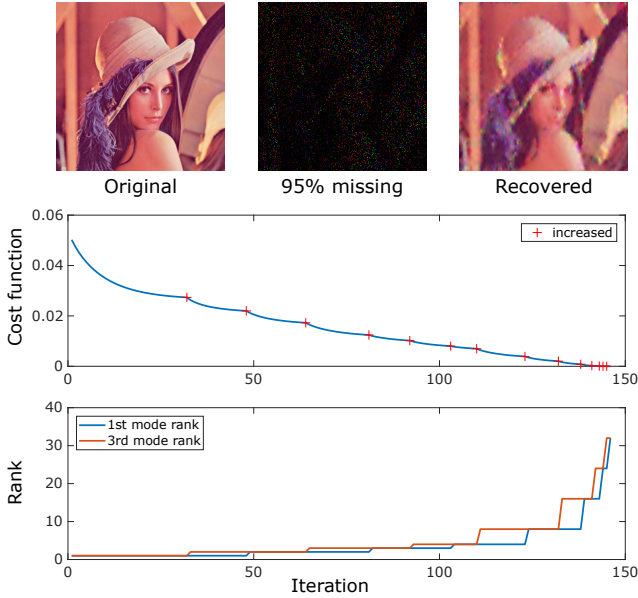 Original
95% missing
Recovered
Cost function
0.06
0.04
0.02
0
increased
0
50
100
150
Rank
40
30
20
10
0
1st mode rank
3rd mode rank
0
50
100
150
Iteration